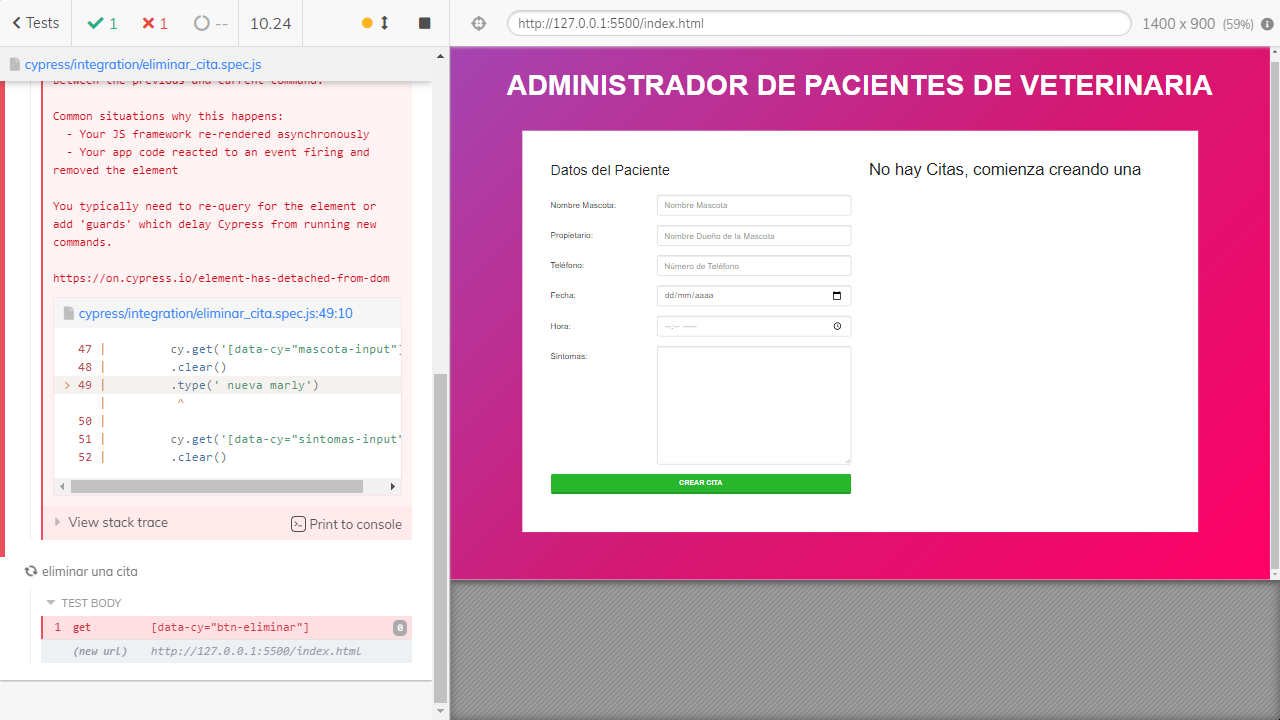 Tests
1
1
--
10.24
http://127.0.0.1:5500/index.html
1400 x 900 (59%)
cypress/integration/eliminar_cita.spec.js
between the previous and current command.
Common situations why this happens:
- Your JS framework re-rendered asynchronously
- Your app code reacted to an event firing and
removed the element
You typically need to re-query for the element or
add 'guards' which delay Cypress from running new
commands.
https://on.cypress.io/element-has-detached-from-dom
cypress/integration/eliminar_cita.spec.js:49:10
47 | cy.get('[data-cy="mascota-input"]
48 | .clear()
> 49 | .type(' nueva marly')
| ^
50 |
51 | cy.get('[data-cy="sintomas-input"
52 | .clear()
View stack trace
Print to console
eliminar una cita
TEST BODY
1 get [data-cy="btn-eliminar"] 0
(new url) http://127.0.0.1:5500/index.html
ADMINISTRADOR DE PACIENTES DE VETERINARIA
Datos del Paciente
Nombre Mascota: Nombre Mascota
Propietario: Nombre Dueño de la Mascota
Teléfono: Número de Teléfono
Fecha: dd/mm/aaaa
Hora: --:-- -----
Sintomas:
CREAR CITA
No hay Citas, comienza creando una